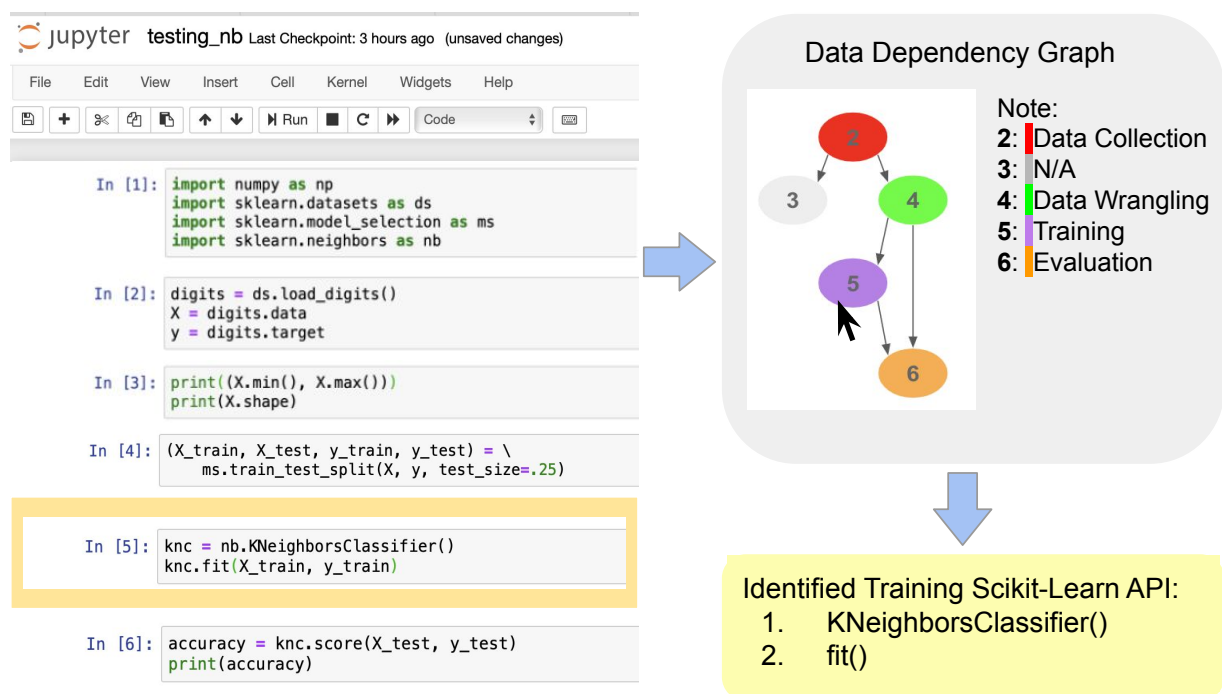 jupyter testing_nb Last Checkpoint: 3 hours ago (unsaved changes)
File Edit View Insert Cell Kernel Widgets Help
Run Code
In [1]: import numpy as np
import sklearn.datasets as ds
import sklearn.model_selection as ms
import sklearn.neighbors as nb
In [2]: digits = ds.load_digits()
X = digits.data
y = digits.target
In [3]: print((X.min(), X.max()))
print(X.shape)
In [4]: (X_train, X_test, y_train, y_test) = \
ms.train_test_split(X, y, test_size=.25)
In [5]: knc = nb.KNeighborsClassifier()
knc.fit(X_train, y_train)
In [6]: accuracy = knc.score(X_test, y_test)
print(accuracy)
Data Dependency Graph
2
3
4
5
6
Note:
2: Data Collection
3: N/A
4: Data Wrangling
5: Training
6: Evaluation
Identified Training Scikit-Learn API:
1. KNeighborsClassifier()
2. fit()